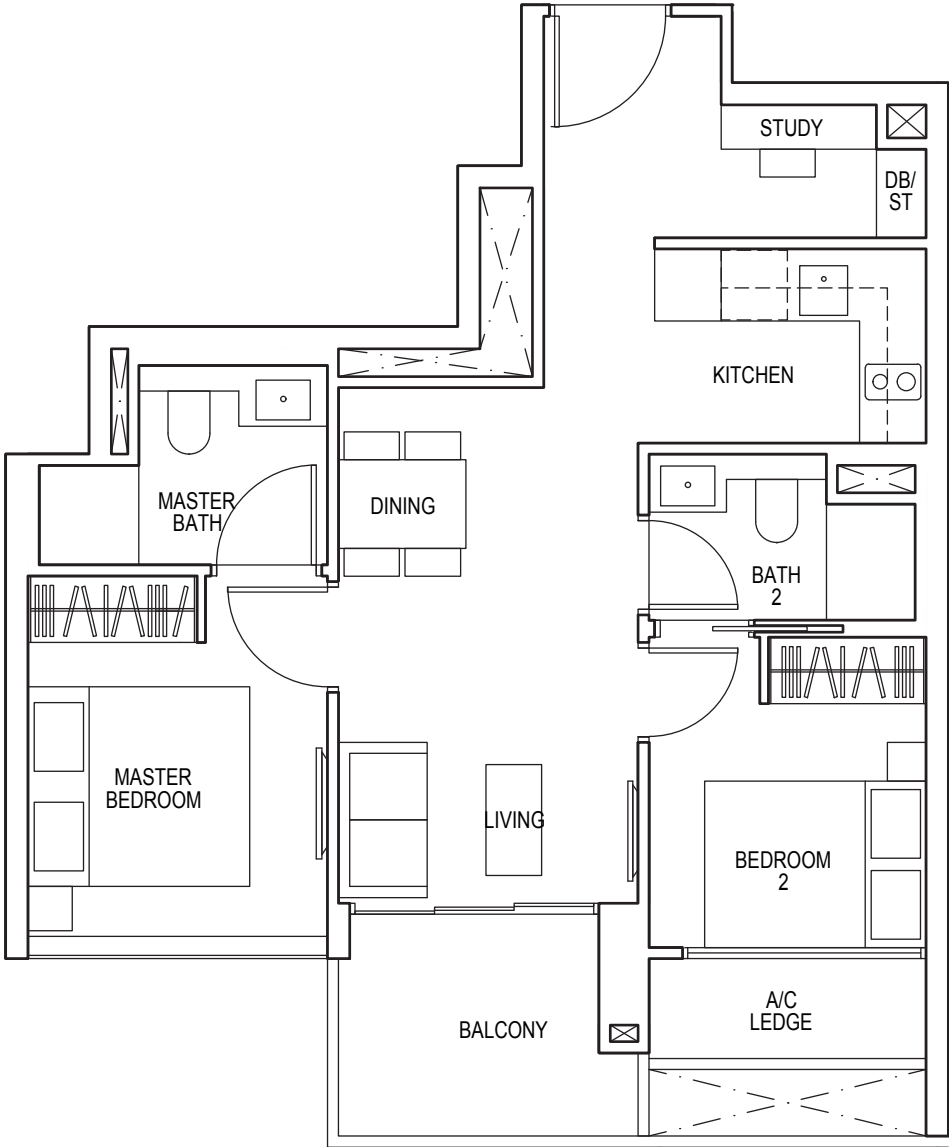 STUDY
DB/
ST
KITCHEN
MASTER
BATH
DINING
BATH
2
MASTER
BEDROOM
LIVING
BEDROOM
2
BALCONY
A/C
LEDGE